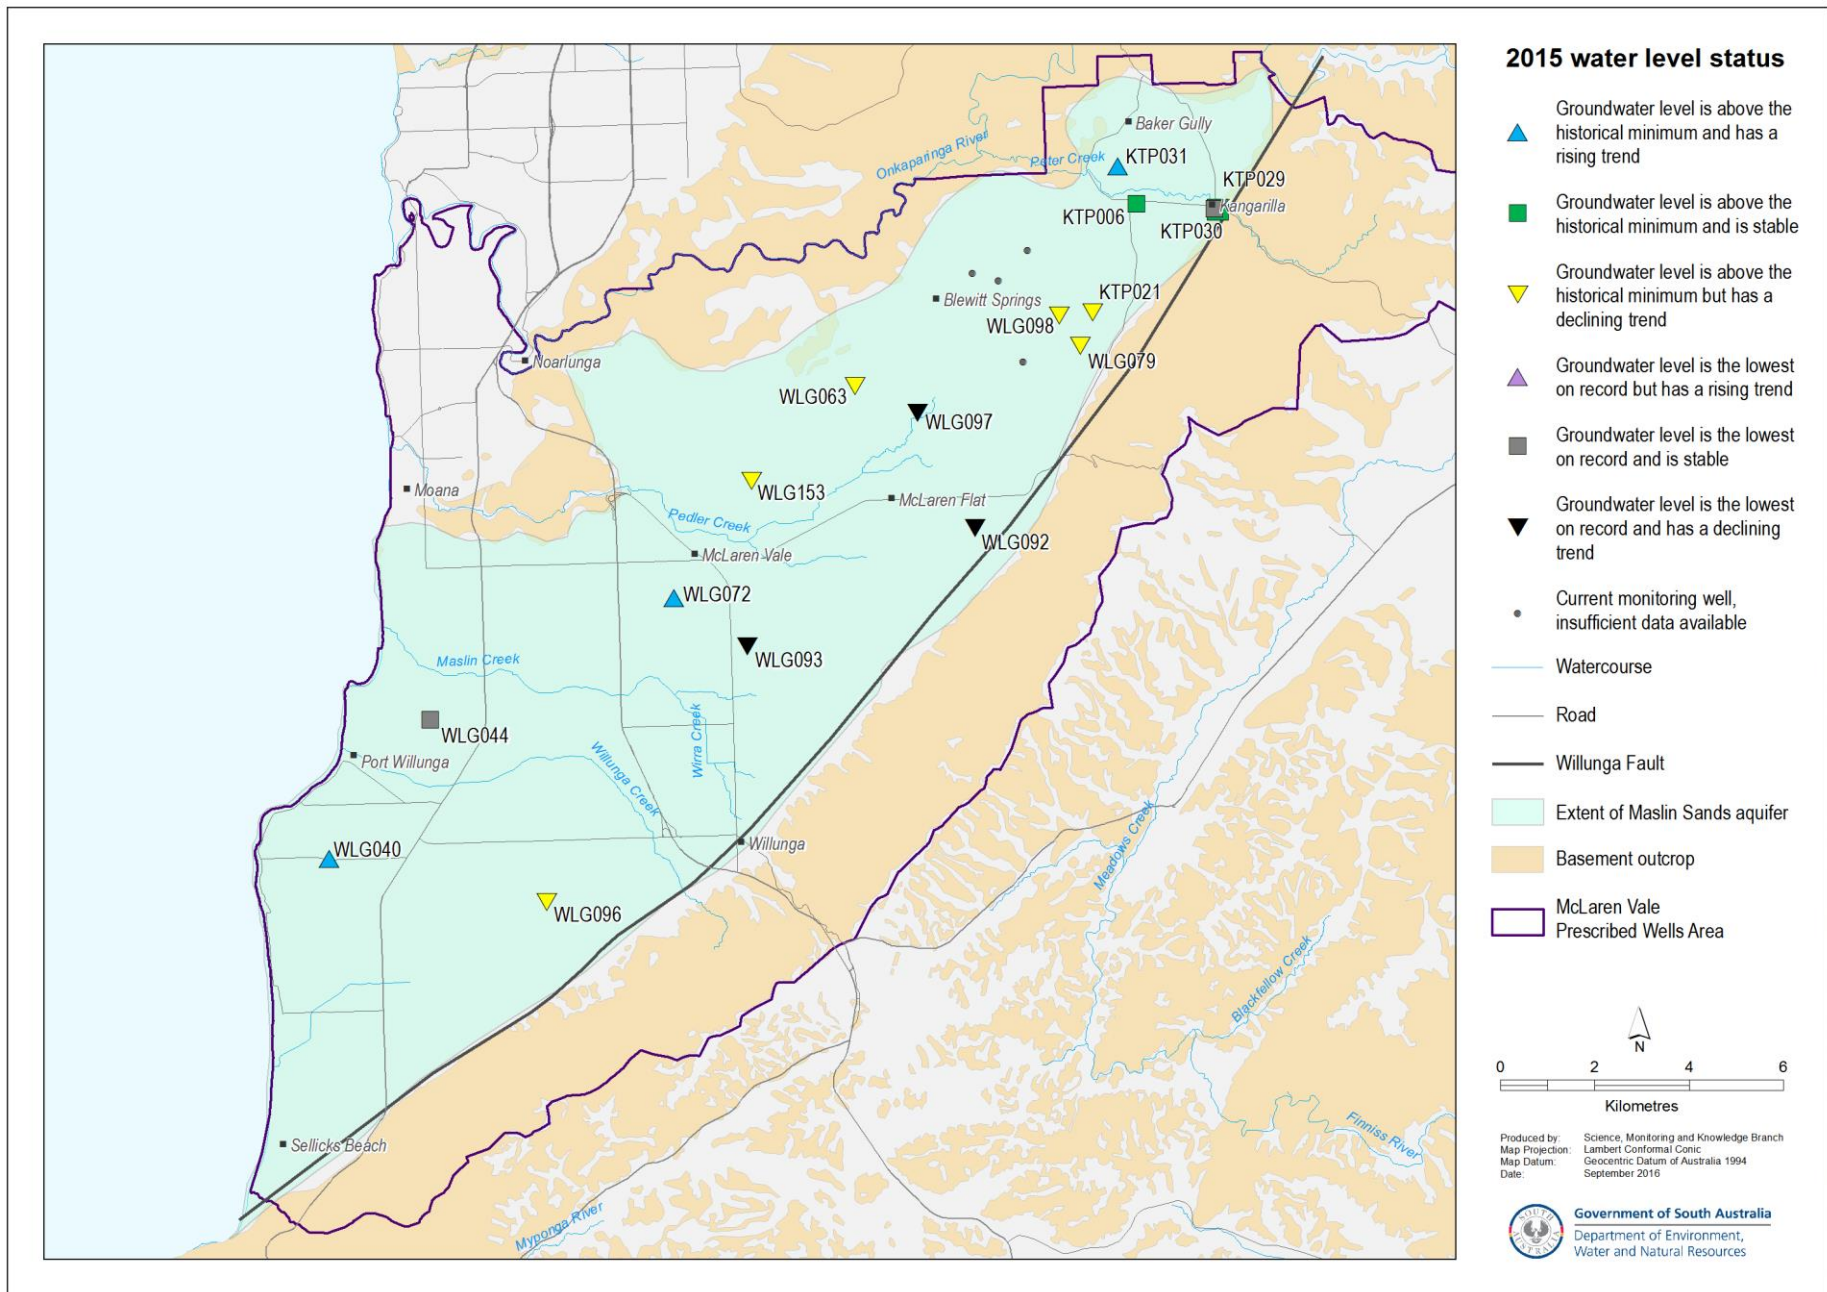 Baker Gully
Onkaparinga River
Peter Creek
KTP031
KTP029
KTP006
Kangarilla
KTP030
Blewitt Springs
KTP021
WLG098
WLG079
Noarlunga
WLG063
WLG097
Moana
WLG153
McLaren Flat
Pedler Creek
WLG092
McLaren Vale
WLG072
WLG093
Maslin Creek
WLG044
Wirra Creek
Port Willunga
Willunga Creek
Willunga
WLG040
WLG096
Meadows Creek
Blackfellow Creek
Sellicks Beach
Finniss River
Myponga River
2015 water level status
Groundwater level is above the
historical minimum and has a
rising trend
Groundwater level is above the
historical minimum and is stable
Groundwater level is above the
historical minimum but has a
declining trend
Groundwater level is the lowest
on record but has a rising trend
Groundwater level is the lowest
on record and is stable
Groundwater level is the lowest
on record and has a declining
trend
Current monitoring well,
insufficient data available
Watercourse
Road
Willunga Fault
Extent of Maslin Sands aquifer
Basement outcrop
McLaren Vale
Prescribed Wells Area
N
0 2 4 6
Kilometres
Produced by: Science, Monitoring and Knowledge Branch
Map Projection: Lambert Conformal Conic
Map Datum: Geocentric Datum of Australia 1994
Date: September 2016
SOUTH AUSTRALIA
Government of South Australia
Department of Environment,
Water and Natural Resources